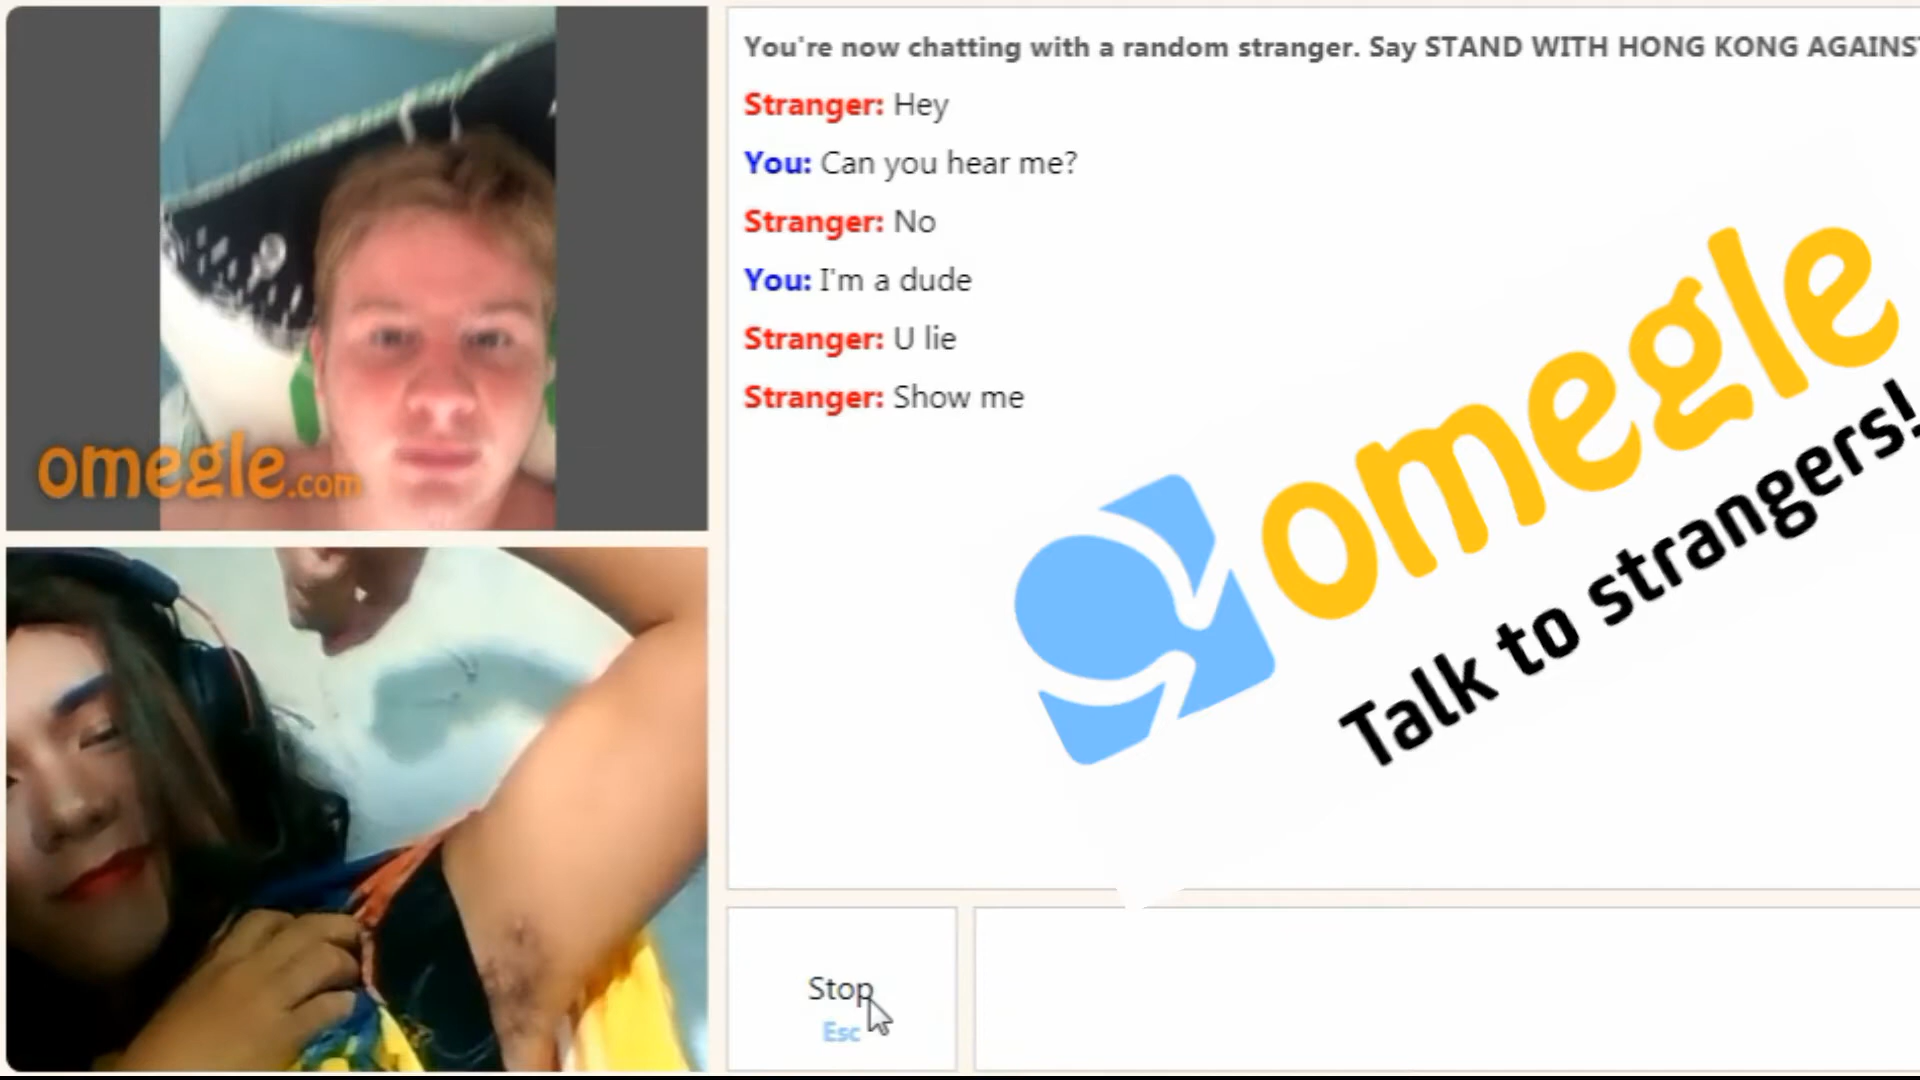 You're now chatting with a random stranger. Say STAND WITH HONG KONG AGAINST
Stranger: Hey
You: Can you hear me?
Stranger: No
You: I'm a dude
Stranger: U lie
Stranger: Show me
omegle.com
omegle
Talk to strangers!
Stop
Esc